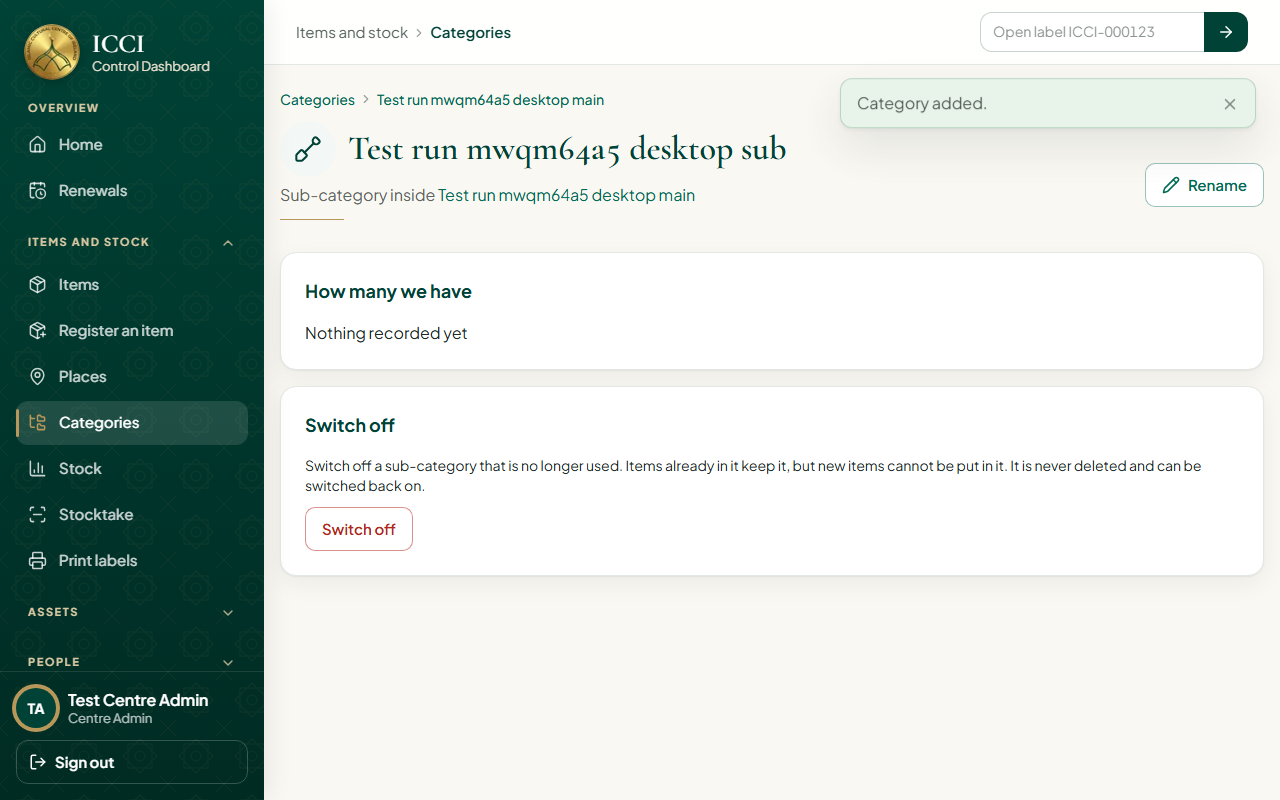 ICCI
Control Dashboard
OVERVIEW
Home
Renewals
ITEMS AND STOCK
Items
Register an item
Places
Categories
Stock
Stocktake
Print labels
ASSETS
PEOPLE
TA
Test Centre Admin
Centre Admin
Sign out
Items and stock > Categories
Open label ICCI-000123
Category added.
Categories > Test run mwqm64a5 desktop main
Test run mwqm64a5 desktop sub
Sub-category inside Test run mwqm64a5 desktop main
Rename
How many we have
Nothing recorded yet
Switch off
Switch off a sub-category that is no longer used. Items already in it keep it, but new items cannot be put in it. It is never deleted and can be
switched back on.
Switch off